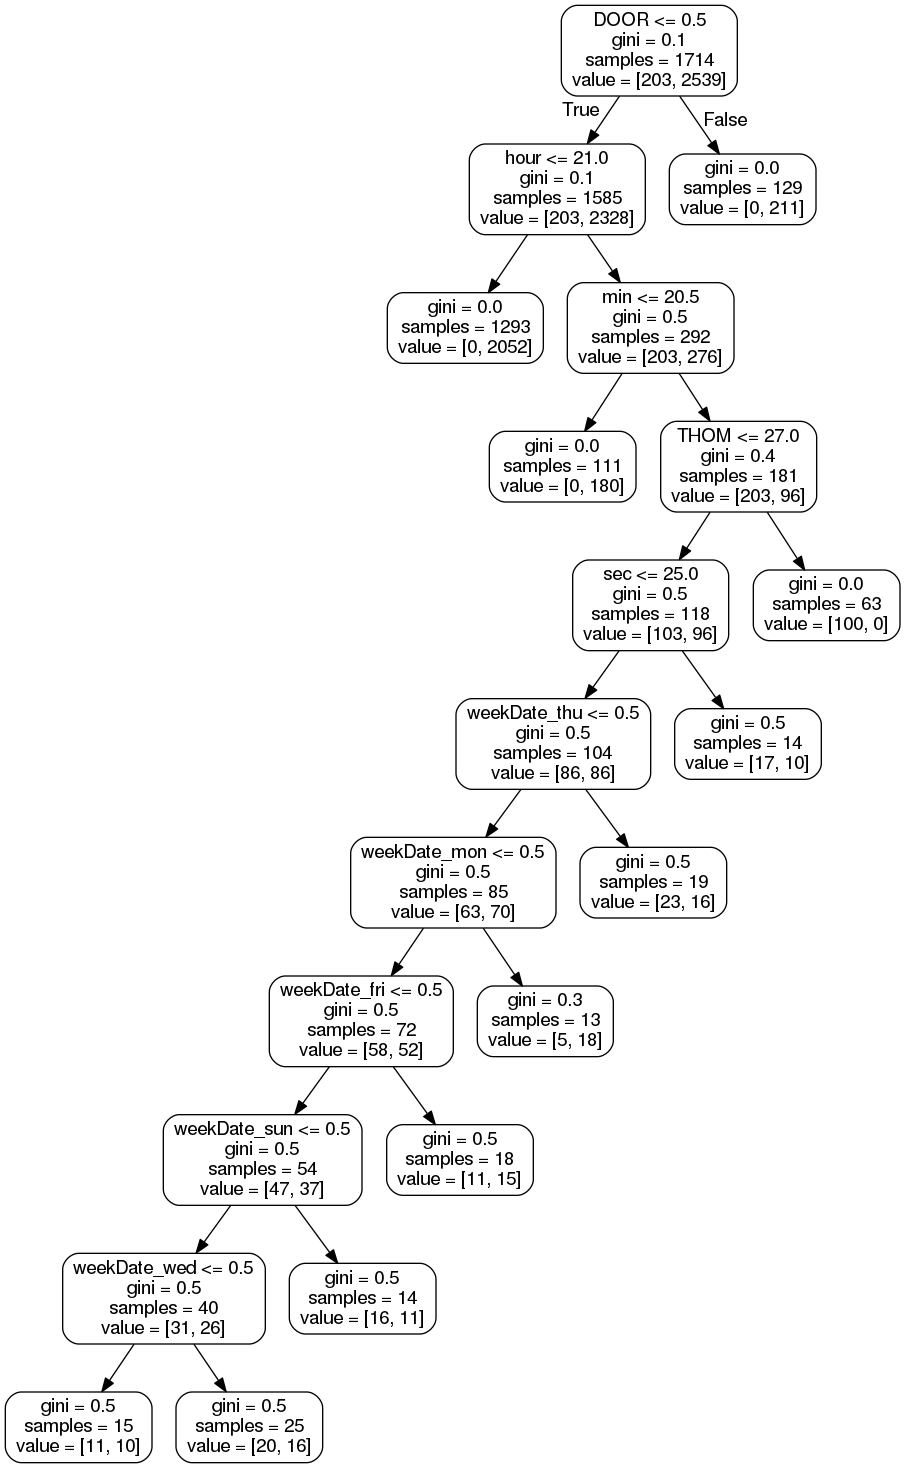 DOOR <= 0.5
gini = 0.1
samples = 1714
value = [203, 2539]
True
False
hour <= 21.0
gini = 0.1
samples = 1585
value = [203, 2328]
gini = 0.0
samples = 129
value = [0, 211]
gini = 0.0
samples = 1293
value = [0, 2052]
min <= 20.5
gini = 0.5
samples = 292
value = [203, 276]
gini = 0.0
samples = 111
value = [0, 180]
THOM <= 27.0
gini = 0.4
samples = 181
value = [203, 96]
sec <= 25.0
gini = 0.5
samples = 118
value = [103, 96]
gini = 0.0
samples = 63
value = [100, 0]
weekDate_thu <= 0.5
gini = 0.5
samples = 104
value = [86, 86]
gini = 0.5
samples = 14
value = [17, 10]
weekDate_mon <= 0.5
gini = 0.5
samples = 85
value = [63, 70]
gini = 0.5
samples = 19
value = [23, 16]
weekDate_fri <= 0.5
gini = 0.5
samples = 72
value = [58, 52]
gini = 0.3
samples = 13
value = [5, 18]
weekDate_sun <= 0.5
gini = 0.5
samples = 54
value = [47, 37]
gini = 0.5
samples = 18
value = [11, 15]
weekDate_wed <= 0.5
gini = 0.5
samples = 40
value = [31, 26]
gini = 0.5
samples = 14
value = [16, 11]
gini = 0.5
samples = 15
value = [11, 10]
gini = 0.5
samples = 25
value = [20, 16]